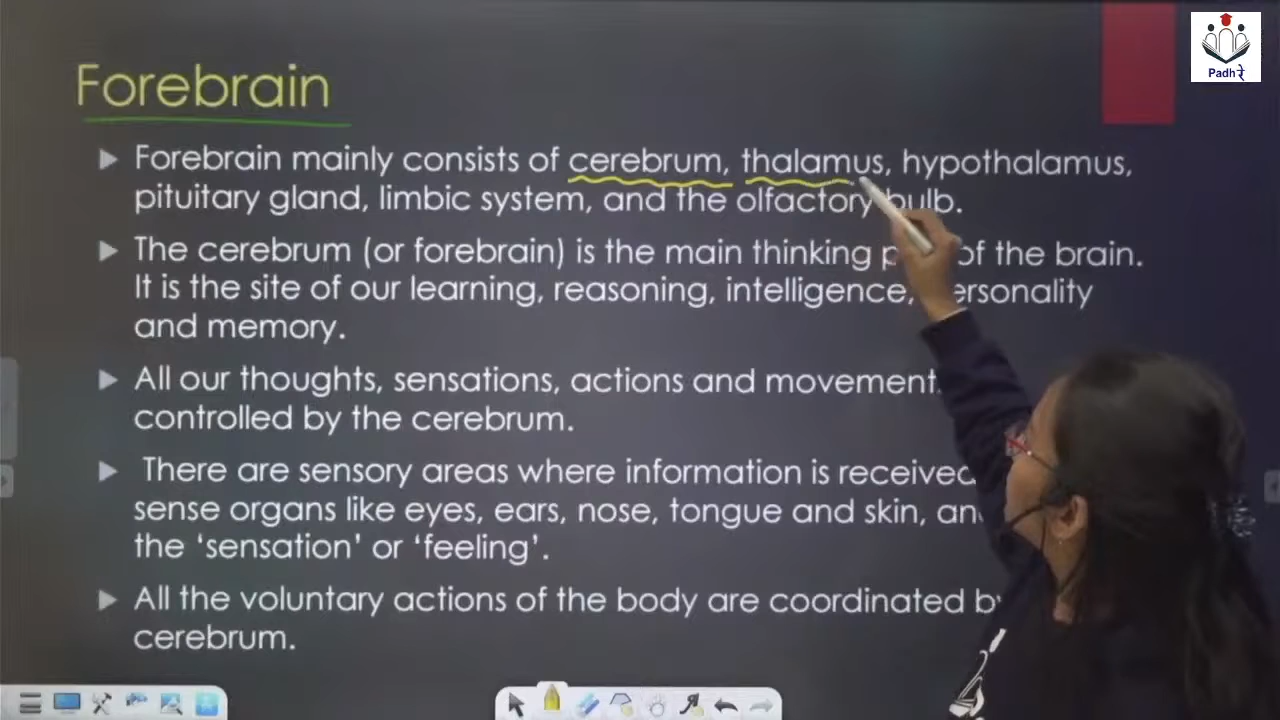 Padhरे
Forebrain
Forebrain mainly consists of cerebrum, thalamus, hypothalamus,
pituitary gland, limbic system, and the olfactory bulb.
The cerebrum (or forebrain) is the main thinking of the brain.
It is the site of our learning, reasoning, intelligence, personality
and memory.
All our thoughts, sensations, actions and movement
controlled by the cerebrum.
There are sensory areas where information is received
sense organs like eyes, ears, nose, tongue and skin, and
the ‘sensation’ or ‘feeling’.
All the voluntary actions of the body are coordinated by
cerebrum.